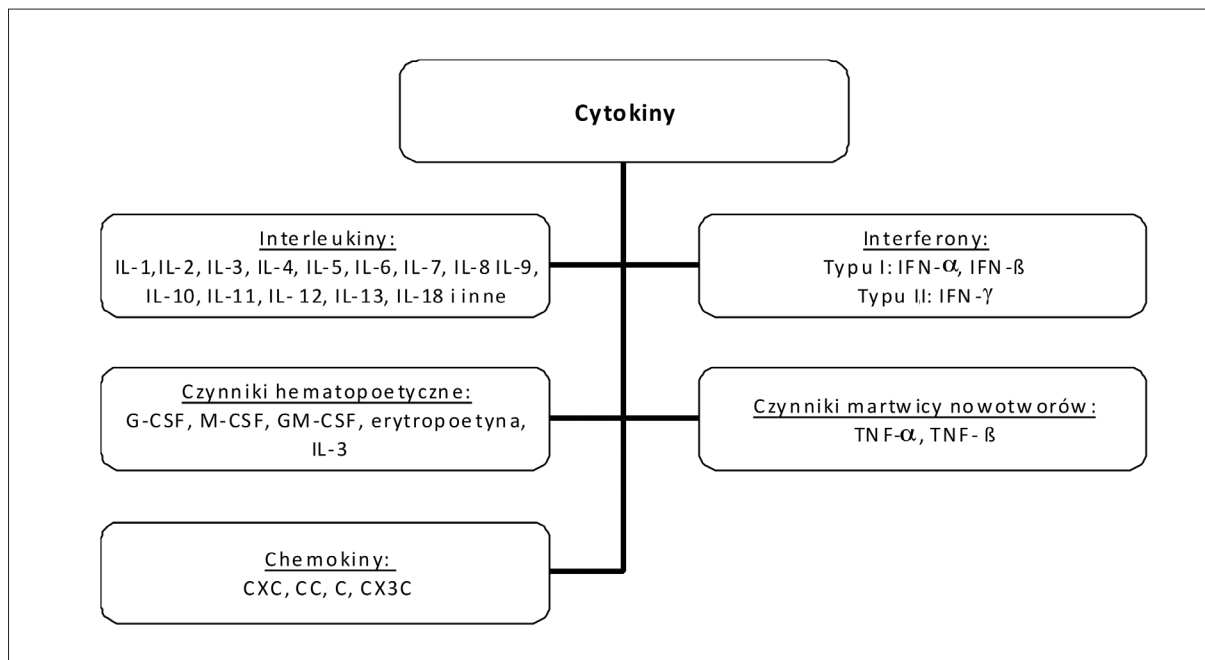 Cytokiny
Interleukiny:
IL-1,IL-2, IL-3, IL-4, IL-5, IL-6, IL-7, IL-8 IL-9,
IL-10, IL-11, IL- 12, IL-13, IL-18 i inne
Interferony:
Typu I: IFN-α, IFN-ß
Typu II: IFN-γ
Czynniki hematopoetyczne:
G-CSF, M-CSF, GM-CSF, erytropoetyna,
IL-3
Czynniki martwicy nowotworów:
TNF-α, TNF- ß
Chemokiny:
CXC, CC, C, CX3C